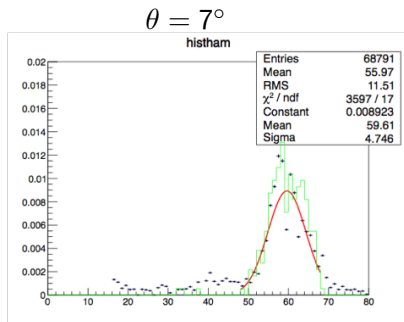 θ = 7°
histham
Entries 68791
Mean 55.97
RMS 11.51
χ² / ndf 3597 / 17
Constant 0.008923
Mean 59.61
Sigma 4.746
0.02
0.018
0.016
0.014
0.012
0.01
0.008
0.006
0.004
0.002
0
0 10 20 30 40 50 60 70 80